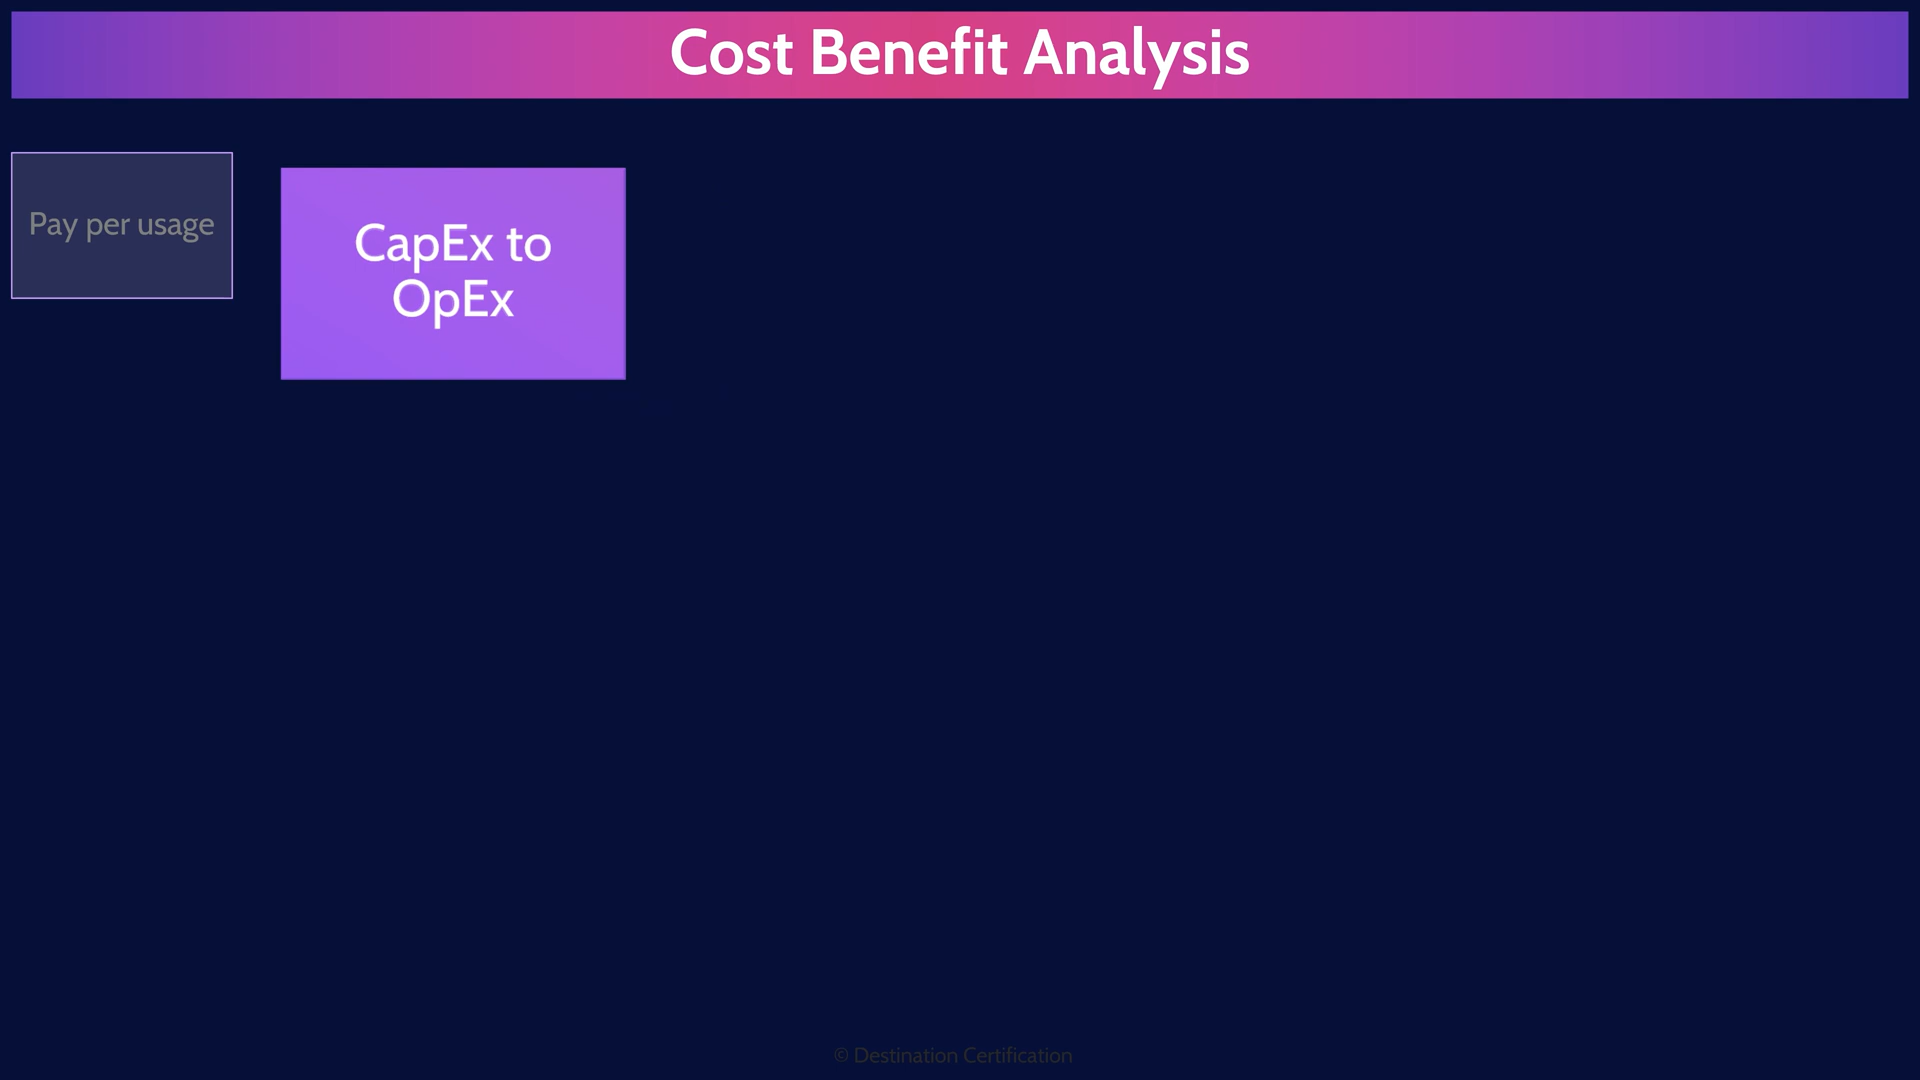 Cost Benefit Analysis
Pay per usage
CapEx to
OpEx
© Destination Certification